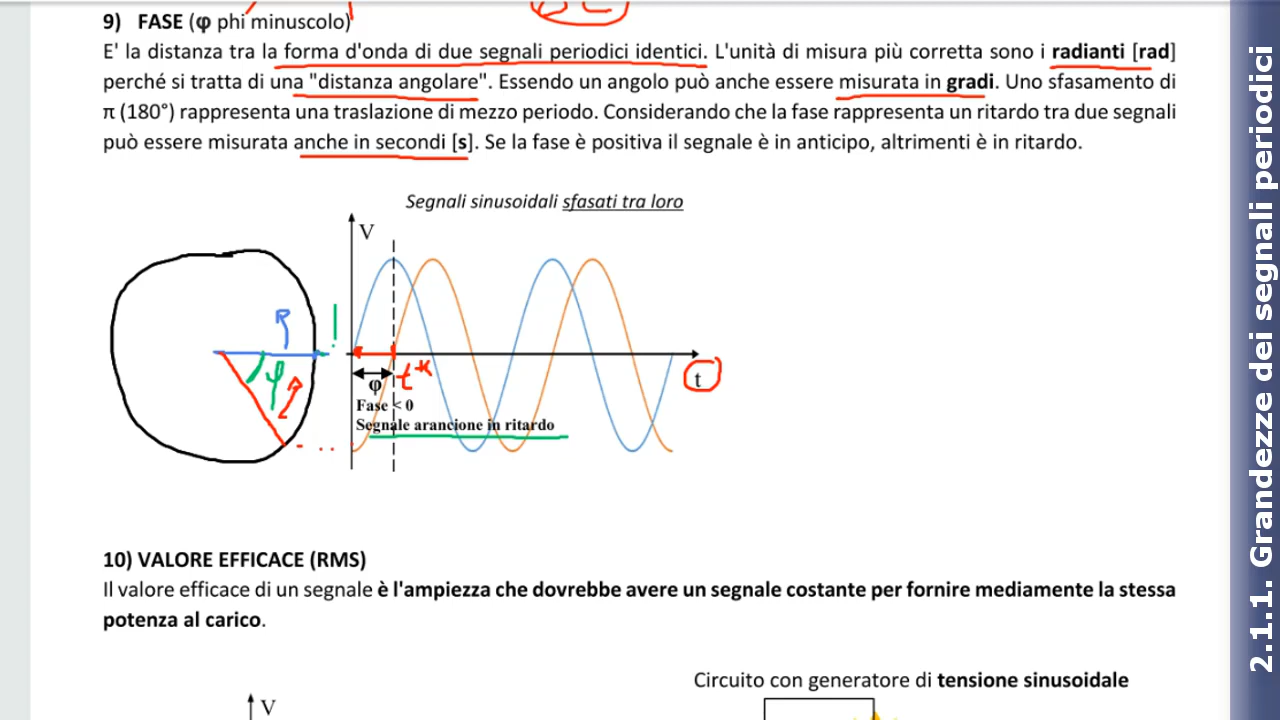 9) FASE (φ phi minuscolo)
E' la distanza tra la forma d'onda di due segnali periodici identici. L'unità di misura più corretta sono i radianti [rad]
perché si tratta di una "distanza angolare". Essendo un angolo può anche essere misurata in gradi. Uno sfasamento di
π (180°) rappresenta una traslazione di mezzo periodo. Considerando che la fase rappresenta un ritardo tra due segnali
può essere misurata anche in secondi [s]. Se la fase è positiva il segnale è in anticipo, altrimenti è in ritardo.
Segnali sinusoidali sfasati tra loro
V
φ
φ
t*
t
Fase < 0
Segnale arancione in ritardo
10) VALORE EFFICACE (RMS)
Il valore efficace di un segnale è l'ampiezza che dovrebbe avere un segnale costante per fornire mediamente la stessa
potenza al carico.
Circuito con generatore di tensione sinusoidale
V
2.1.1. Grandezze dei segnali periodici